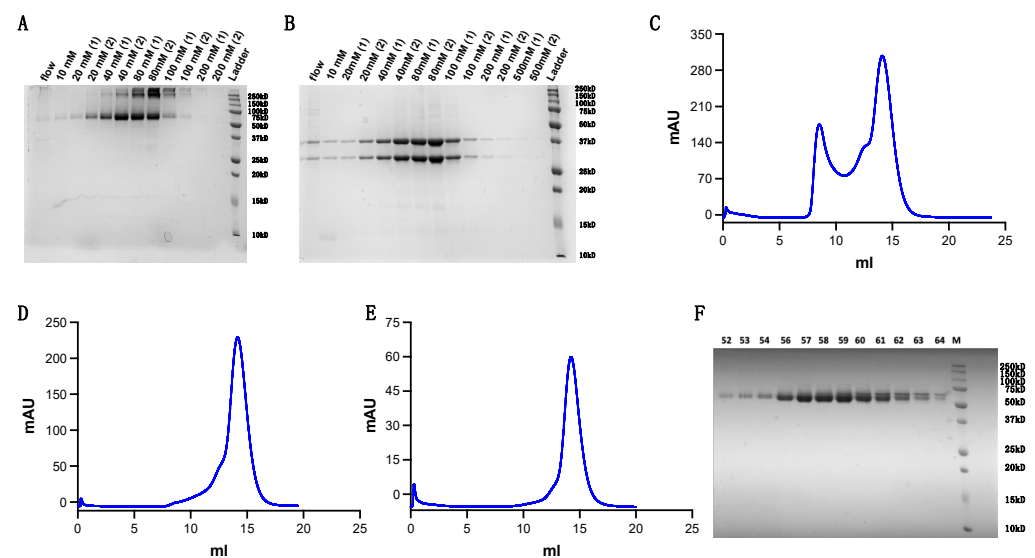 A
flow
10 mM
20 mM (1)
20 mM (2)
40 mM (1)
40 mM (2)
80 mM (1)
80mM (2)
100 mM (1)
100 mM (2)
200 mM (1)
200 mM (2)
Ladder
250kD
150kD
100kD
75kD
50kD
37kD
25kD
20kD
15kD
10kD
B
flow
10 mM
20mM (1)
20mM (2)
40mM (1)
40mM (2)
80mM (1)
80mM (2)
100 mM (1)
100 mM (2)
200 mM (1)
200 mM (2)
500mM (1)
500mM (2)
Ladder
250kD
150kD
100kD
75kD
50kD
37kD
25kD
20kD
15kD
10kD
C
350
280
210
140
70
0
mAU
0 5 10 15 20 25
ml
D
250
200
150
100
50
0
mAU
0 5 10 15 20 25
ml
E
75
60
45
30
15
0
mAU
0 5 10 15 20 25
ml
F
52 53 54 56 57 58 59 60 61 62 63 64 M
250kD
150kD
100kD
75kD
50kD
37kD
25kD
20kD
15kD
10kD